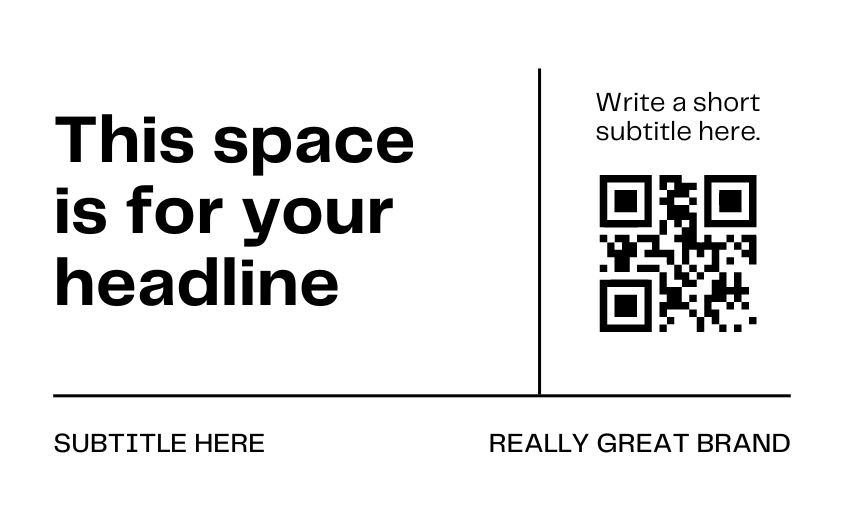 This space
is for your
headline
Write a short
subtitle here.
SUBTITLE HERE
REALLY GREAT BRAND